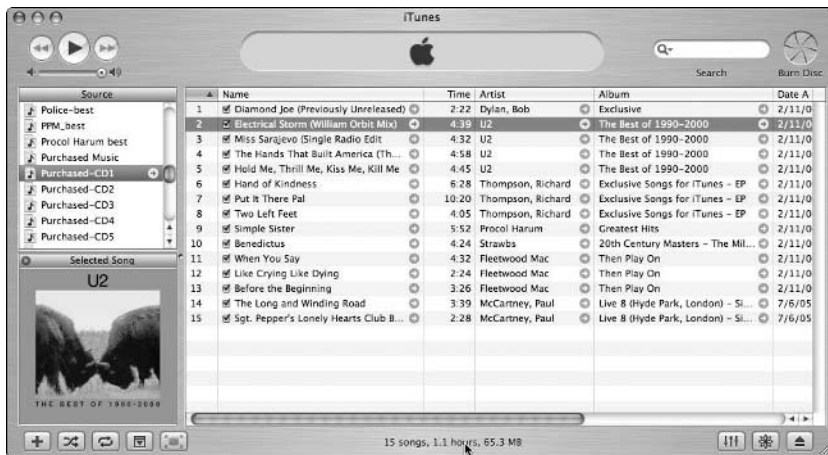 iTunes
Search
Burn Disc
Source
Police-best
PPM_best
Procol Harum best
Purchased Music
Purchased-CD1
Purchased-CD2
Purchased-CD3
Purchased-CD4
Purchased-CD5
Selected Song
U2
THE BEST OF 1990-2000
Name Time Artist Album Date A
1 Diamond Joe (Previously Unreleased) 2:22 Dylan, Bob Exclusive 2/11/0
2 Electrical Storm (William Orbit Mix) 4:39 U2 The Best of 1990-2000 2/11/0
3 Miss Sarajevo (Single Radio Edit 4:32 U2 The Best of 1990-2000 2/11/0
4 The Hands That Built America (Th... 4:58 U2 The Best of 1990-2000 2/11/0
5 Hold Me, Thrill Me, Kiss Me, Kill Me 4:45 U2 The Best of 1990-2000 2/11/0
6 Hand of Kindness 6:28 Thompson, Richard Exclusive Songs for iTunes - EP 2/11/0
7 Put It There Pal 10:20 Thompson, Richard Exclusive Songs for iTunes - EP 2/11/0
8 Two Left Feet 4:05 Thompson, Richard Exclusive Songs for iTunes - EP 2/11/0
9 Simple Sister 5:52 Procol Harum Greatest Hits 2/11/0
10 Benedictus 4:24 Strawbs 20th Century Masters - The Mil... 2/11/0
11 When You Say 4:32 Fleetwood Mac Then Play On 2/11/0
12 Like Crying Like Dying 2:24 Fleetwood Mac Then Play On 2/11/0
13 Before the Beginning 3:26 Fleetwood Mac Then Play On 2/11/0
14 The Long and Winding Road 3:39 McCartney, Paul Live 8 (Hyde Park, London) - Si... 7/6/05
15 Sgt. Pepper's Lonely Hearts Club B... 2:28 McCartney, Paul Live 8 (Hyde Park, London) - Si... 7/6/05
15 songs, 1.1 hours, 65.3 MB